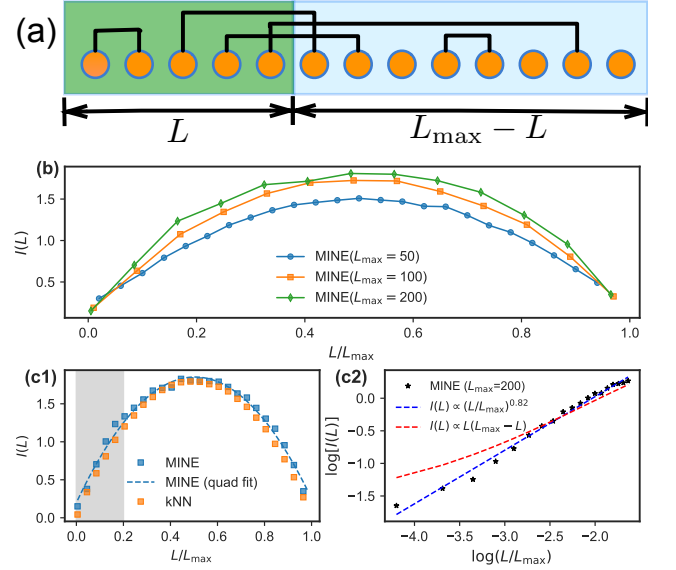 (a)
L
L_max − L
(b)
I(L)
1.5
1.0
0.5
MINE(L_max = 50)
MINE(L_max = 100)
MINE(L_max = 200)
0.0 0.2 0.4 0.6 0.8 1.0
L/L_max
(c1)
I(L)
1.5
1.0
0.5
0.0
MINE
MINE (quad fit)
kNN
0.0 0.2 0.4 0.6 0.8 1.0
L/L_max
(c2)
log[I(L)]
0.0
−0.5
−1.0
−1.5
MINE (L_max=200)
I(L) ∝ (L/L_max)^0.82
I(L) ∝ L(L_max − L)
−4.0 −3.5 −3.0 −2.5 −2.0
log(L/L_max)